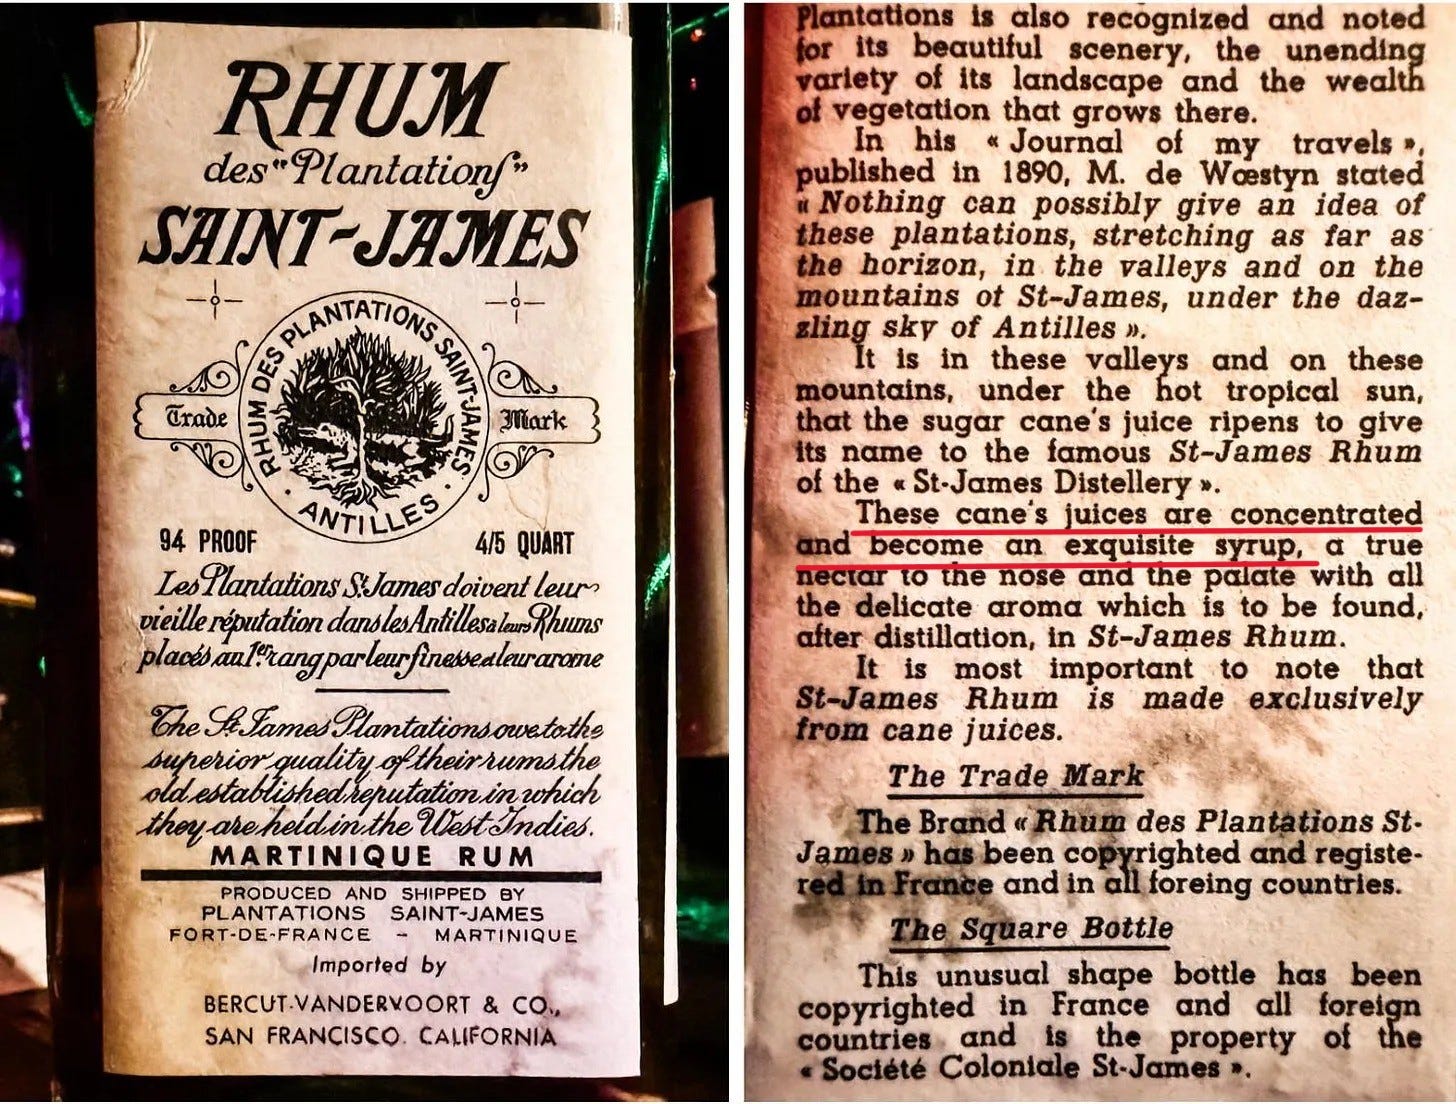 RHUM
des "Plantations"
SAINT-JAMES
RHUM DES PLANTATIONS SAINT-JAMES
Trade Mark
· ANTILLES ·
94 PROOF 4/5 QUART
Les Plantations St. James doivent leur
vieille réputation dans les Antilles à leurs Rhums
placés au 1er rang par leur finesse et leur arome
The St James Plantations owe to the
superior quality of their rums the
old established reputation in which
they are held in the West Indies.
MARTINIQUE RUM
PRODUCED AND SHIPPED BY
PLANTATIONS SAINT-JAMES
FORT-DE-FRANCE - MARTINIQUE
Imported by
BERCUT-VANDERVOORT & CO.,
SAN FRANCISCO. CALIFORNIA
Plantations is also recognized and noted
for its beautiful scenery, the unending
variety of its landscape and the wealth
of vegetation that grows there.
In his « Journal of my travels »,
published in 1890, M. de Wœstyn stated
« Nothing can possibly give an idea of
these plantations, stretching as far as
the horizon, in the valleys and on the
mountains of St-James, under the daz-
zling sky of Antilles ».
It is in these valleys and on these
mountains, under the hot tropical sun,
that the sugar cane's juice ripens to give
its name to the famous St-James Rhum
of the « St-James Distellery ».
These cane's juices are concentrated
and become an exquisite syrup, a true
nectar to the nose and the palate with all
the delicate aroma which is to be found,
after distillation, in St-James Rhum.
It is most important to note that
St-James Rhum is made exclusively
from cane juices.
The Trade Mark
The Brand « Rhum des Plantations St-
James » has been copyrighted and registe-
red in France and in all foreing countries.
The Square Bottle
This unusual shape bottle has been
copyrighted in France and all foreign
countries and is the property of the
« Société Coloniale St-James ».